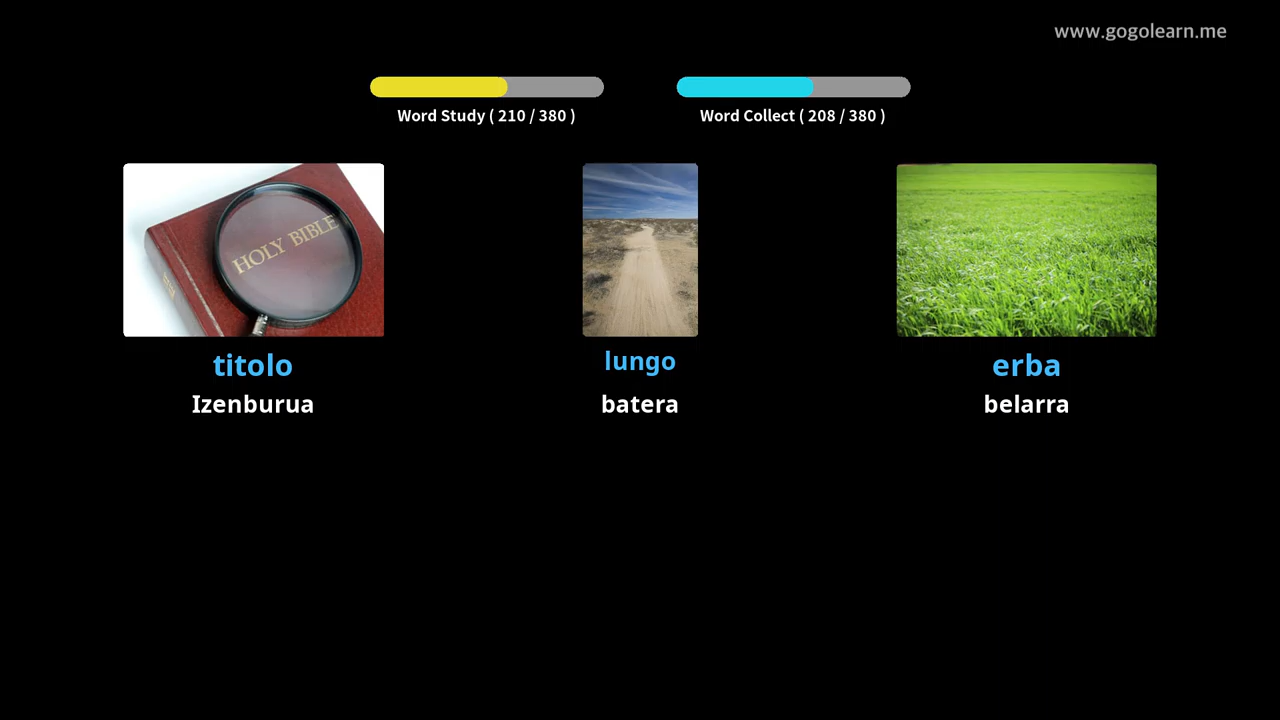 www.gogolearn.me
Word Study ( 210 / 380 )
Word Collect ( 208 / 380 )
HOLY BIBLE
titolo
lungo
erba
Izenburua
batera
belarra